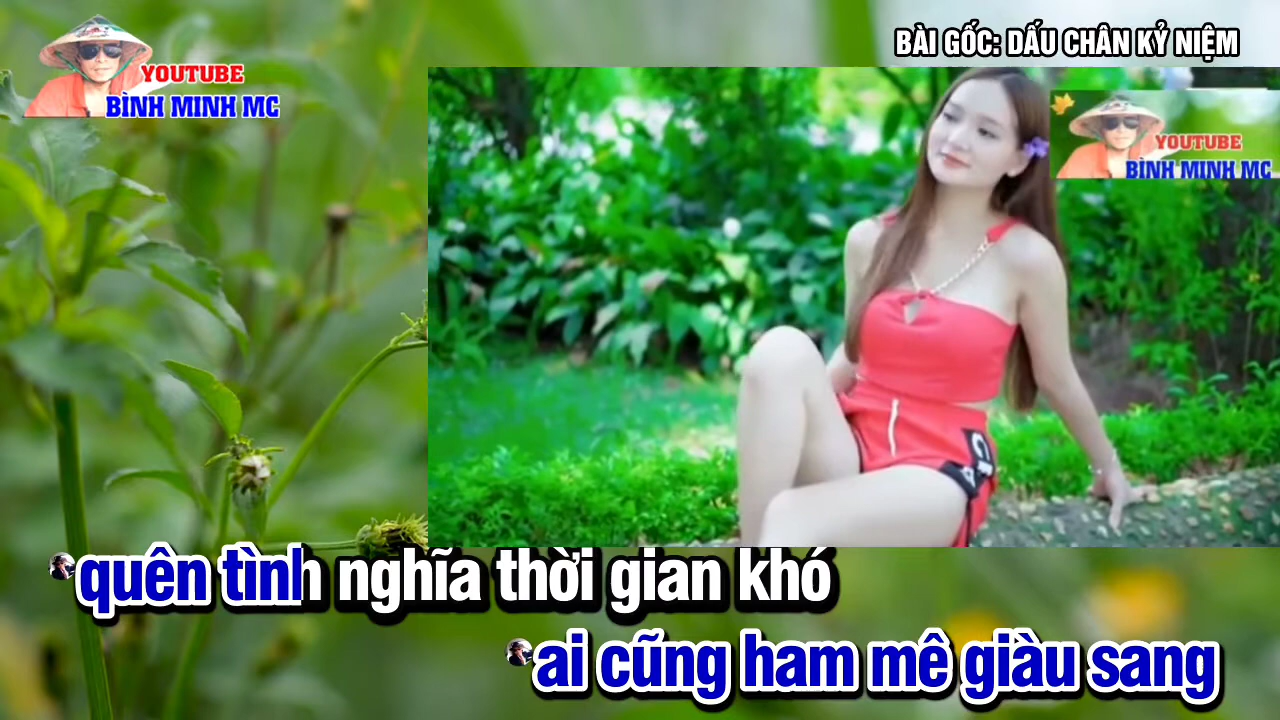 BÀI GỐC: DẤU CHÂN KỶ NIỆM
YOUTUBE
BÌNH MINH MC
YOUTUBE
BÌNH MINH MC
quên tình nghĩa thời gian khó
ai cũng ham mê giàu sang